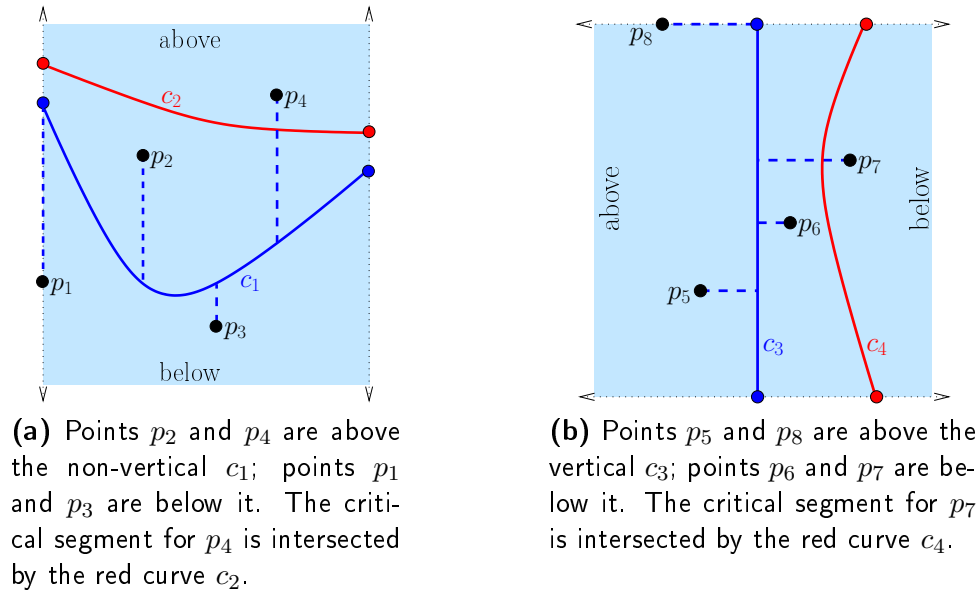 above
c₂
p₄
p₂
p₁
c₁
p₃
below
(a) Points p₂ and p₄ are above
the non-vertical c₁; points p₁
and p₃ are below it. The criti-
cal segment for p₄ is intersected
by the red curve c₂.
p₈
above
p₇
below
p₆
p₅
c₃
c₄
(b) Points p₅ and p₈ are above the
vertical c₃; points p₆ and p₇ are be-
low it. The critical segment for p₇
is intersected by the red curve c₄.